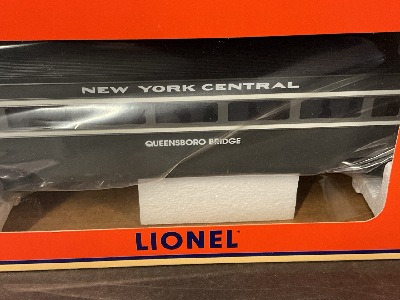 NEW YORK CENTRAL
QUEENSBORO BRIDGE
LIONEL